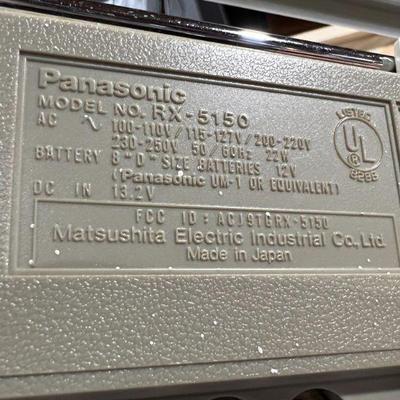 Panasonic
MODEL NO. RX-5150
AC ∿ 100-110V/115-127V/200-220V
230-250V 50/60Hz 22W
BATTERY 8 "D" SIZE BATTERIES 12V
(Panasonic UM-1 OR EQUIVALENT)
DC IN 13.2V
LISTED
UL
®
FCC ID: ACJ9TGRX-5150
Matsushita Electric Industrial Co., Ltd.
Made in Japan